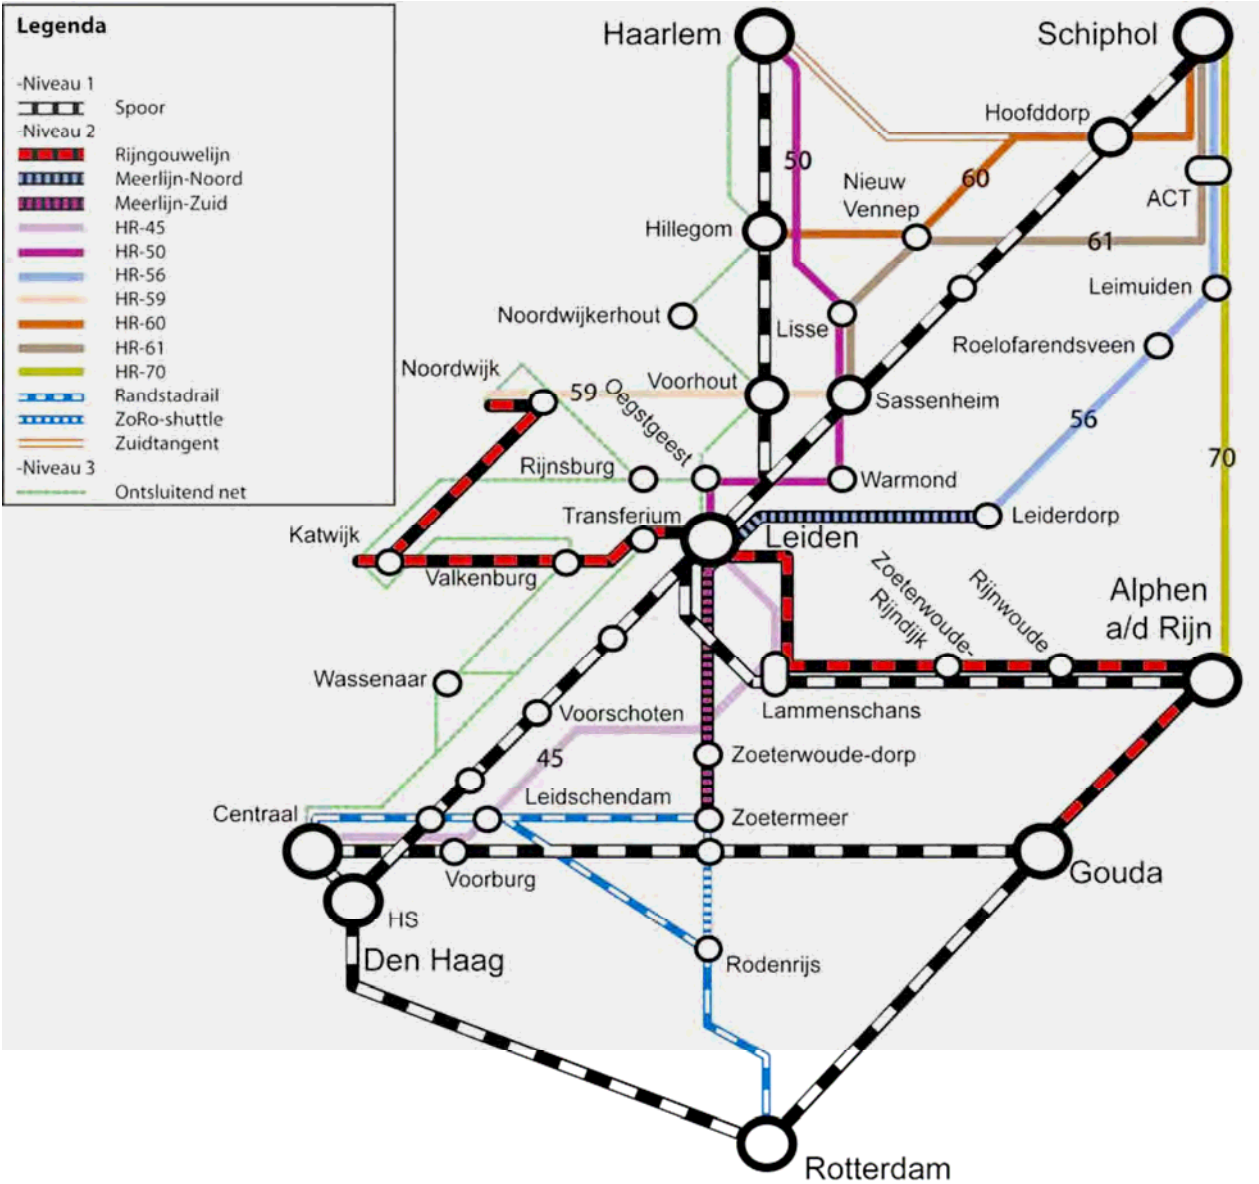 Legenda
-Niveau 1
Spoor
-Niveau 2
Rijngouwelijn
Meerlijn-Noord
Meerlijn-Zuid
HR-45
HR-50
HR-56
HR-59
HR-60
HR-61
HR-70
Randstadrail
ZoRo-shuttle
Zuidtangent
-Niveau 3
Ontsluitend net
Haarlem
Schiphol
Hoofddorp
50
60
Nieuw
Vennep
ACT
Hillegom
61
Leimuiden
Noordwijkerhout
Lisse
Roelofarendsveen
Noordwijk
59
Oegstgeest
Voorhout
Sassenheim
56
70
Rijnsburg
Warmond
Transferium
Leiden
Leiderdorp
Katwijk
Valkenburg
Zoeterwoude-
Rijndijk
Rijnwoude
Alphen
a/d Rijn
Wassenaar
Voorschoten
Lammenschans
45
Zoeterwoude-dorp
Leidschendam
Centraal
Zoetermeer
Voorburg
Gouda
HS
Den Haag
Rodenrijs
Rotterdam